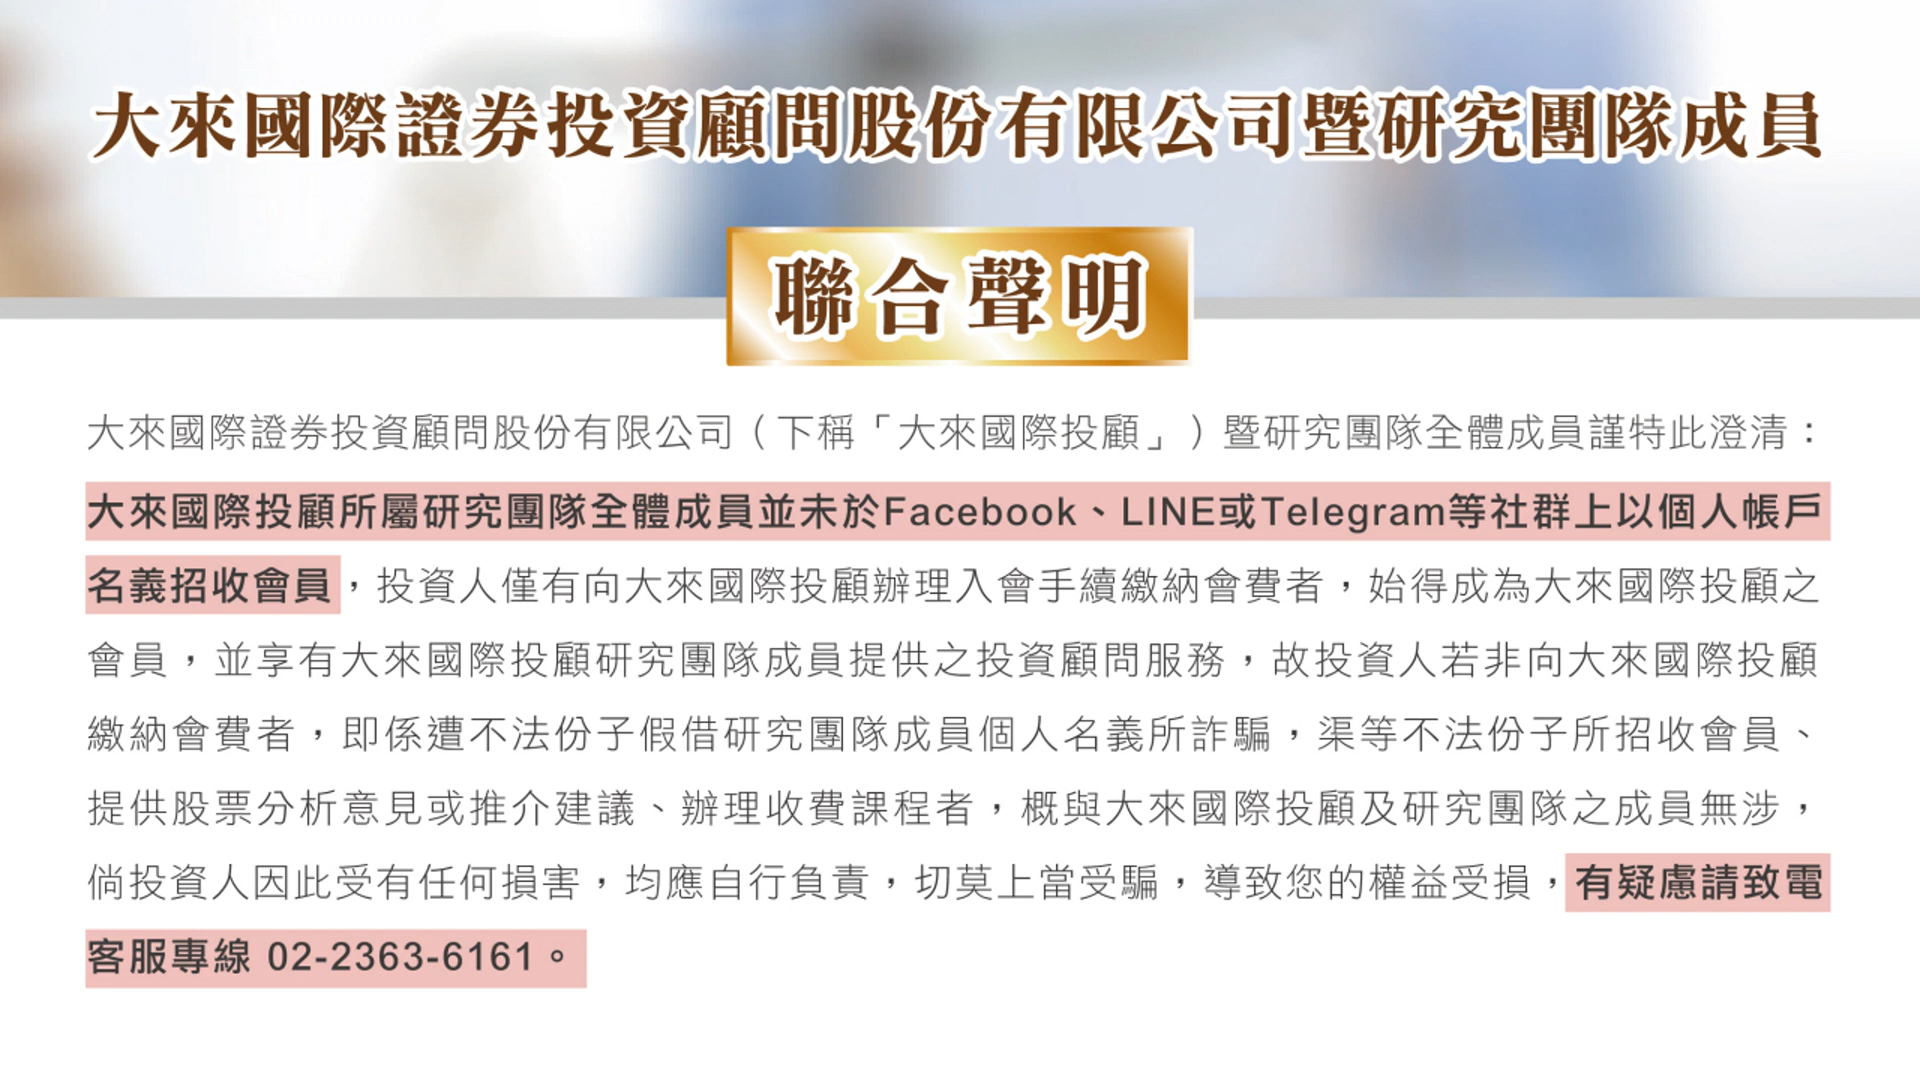 大來國際證券投資顧問股份有限公司暨研究團隊成員
聯合聲明
大來國際證券投資顧問股份有限公司（下稱「大來國際投顧」）暨研究團隊全體成員謹特此澄清：
大來國際投顧所屬研究團隊全體成員並未於Facebook、LINE或Telegram等社群上以個人帳戶
名義招收會員，投資人僅有向大來國際投顧辦理入會手續繳納會費者，始得成為大來國際投顧之
會員，並享有大來國際投顧研究團隊成員提供之投資顧問服務，故投資人若非向大來國際投顧
繳納會費者，即係遭不法份子假借研究團隊成員個人名義所詐騙，渠等不法份子所招收會員、
提供股票分析意見或推介建議、辦理收費課程者，概與大來國際投顧及研究團隊之成員無涉，
倘投資人因此受有任何損害，均應自行負責，切莫上當受騙，導致您的權益受損，有疑慮請致電
客服專線 02-2363-6161。